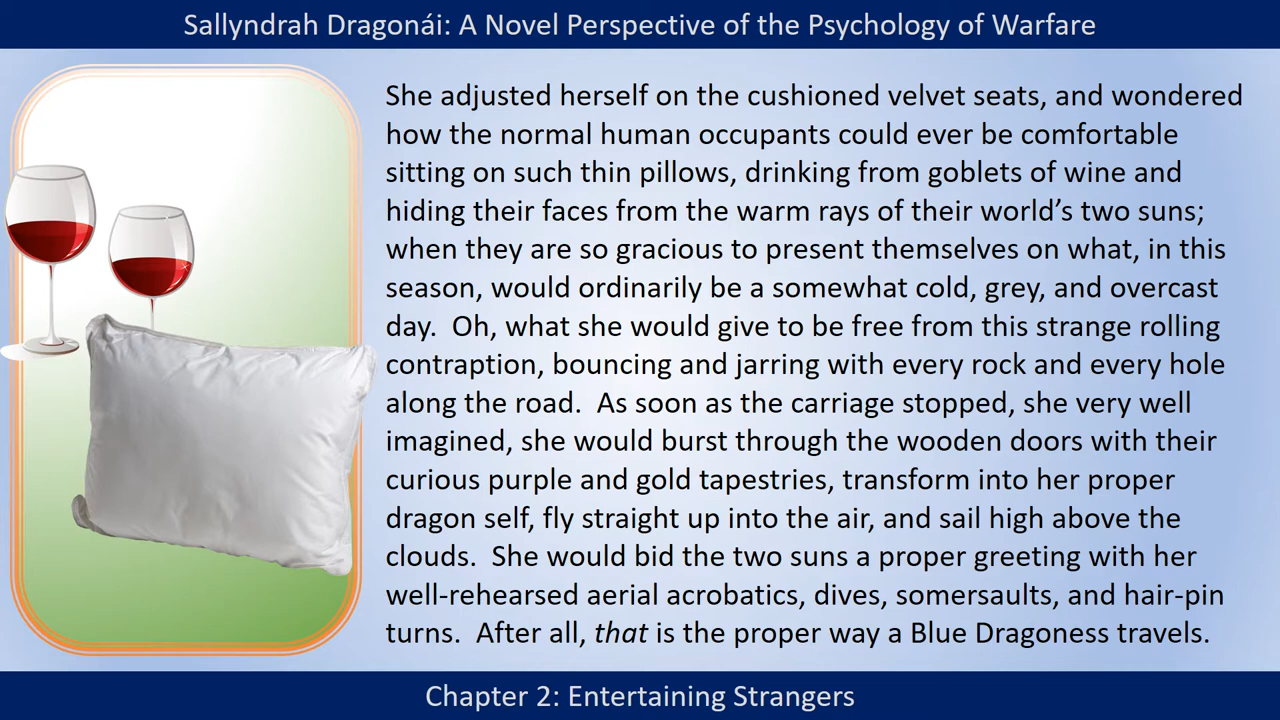 Sallyndrah Dragonái: A Novel Perspective of the Psychology of Warfare
She adjusted herself on the cushioned velvet seats, and wondered
how the normal human occupants could ever be comfortable
sitting on such thin pillows, drinking from goblets of wine and
hiding their faces from the warm rays of their world’s two suns;
when they are so gracious to present themselves on what, in this
season, would ordinarily be a somewhat cold, grey, and overcast
day.  Oh, what she would give to be free from this strange rolling
contraption, bouncing and jarring with every rock and every hole
along the road.  As soon as the carriage stopped, she very well
imagined, she would burst through the wooden doors with their
curious purple and gold tapestries, transform into her proper
dragon self, fly straight up into the air, and sail high above the
clouds.  She would bid the two suns a proper greeting with her
well-rehearsed aerial acrobatics, dives, somersaults, and hair-pin
turns.  After all, that is the proper way a Blue Dragoness travels.
Chapter 2: Entertaining Strangers